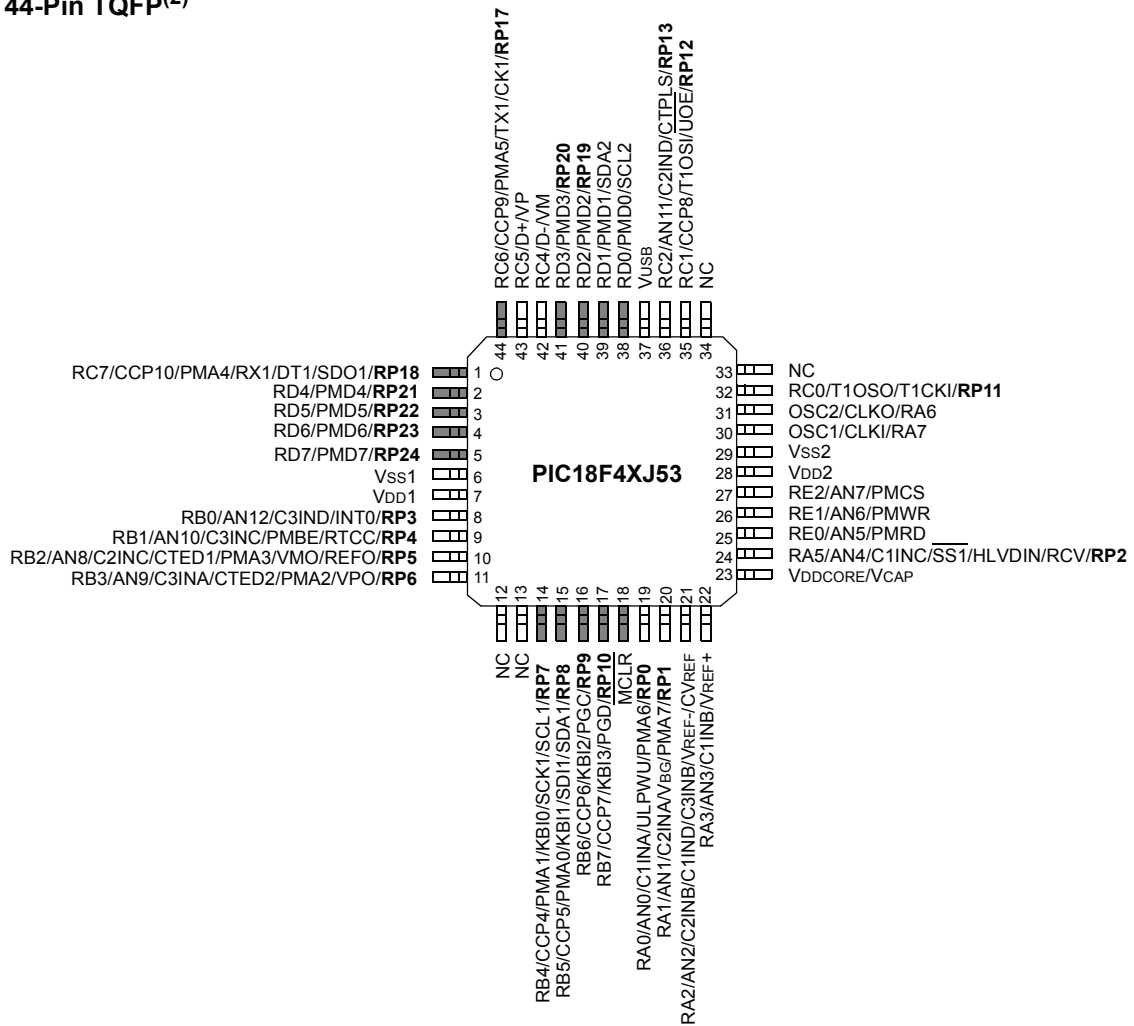 44-Pin TQFP(2)
RC6/CCP9/PMA5/TX1/CK1/RP17
RC5/D+/VP
RC4/D-/VM
RD3/PMD3/RP20
RD2/PMD2/RP19
RD1/PMD1/SDA2
RD0/PMD0/SCL2
VUSB
RC2/AN11/C2IND/CTPLS/RP13
RC1/CCP8/T1OSI/UOE/RP12
NC
44
43
42
41
40
39
38
37
36
35
34
RC7/CCP10/PMA4/RX1/DT1/SDO1/RP18 1
RD4/PMD4/RP21 2
RD5/PMD5/RP22 3
RD6/PMD6/RP23 4
RD7/PMD7/RP24 5
VSS1 6
VDD1 7
RB0/AN12/C3IND/INT0/RP3 8
RB1/AN10/C3INC/PMBE/RTCC/RP4 9
RB2/AN8/C2INC/CTED1/PMA3/VMO/REFO/RP5 10
RB3/AN9/C3INA/CTED2/PMA2/VPO/RP6 11
PIC18F4XJ53
33 NC
32 RC0/T1OSO/T1CKI/RP11
31 OSC2/CLKO/RA6
30 OSC1/CLKI/RA7
29 VSS2
28 VDD2
27 RE2/AN7/PMCS
26 RE1/AN6/PMWR
25 RE0/AN5/PMRD
24 RA5/AN4/C1INC/SS1/HLVDIN/RCV/RP2
23 VDDCORE/VCAP
12
13
14
15
16
17
18
19
20
21
22
NC
NC
RB4/CCP4/PMA1/KBI0/SCK1/SCL1/RP7
RB5/CCP5/PMA0/KBI1/SDI1/SDA1/RP8
RB6/CCP6/KBI2/PGC/RP9
RB7/CCP7/KBI3/PGD/RP10
MCLR
RA0/AN0/C1INA/ULPWU/PMA6/RP0
RA1/AN1/C2INA/VBG/PMA7/RP1
RA2/AN2/C2INB/C1IND/C3INB/VREF-/CVREF
RA3/AN3/C1INB/VREF+